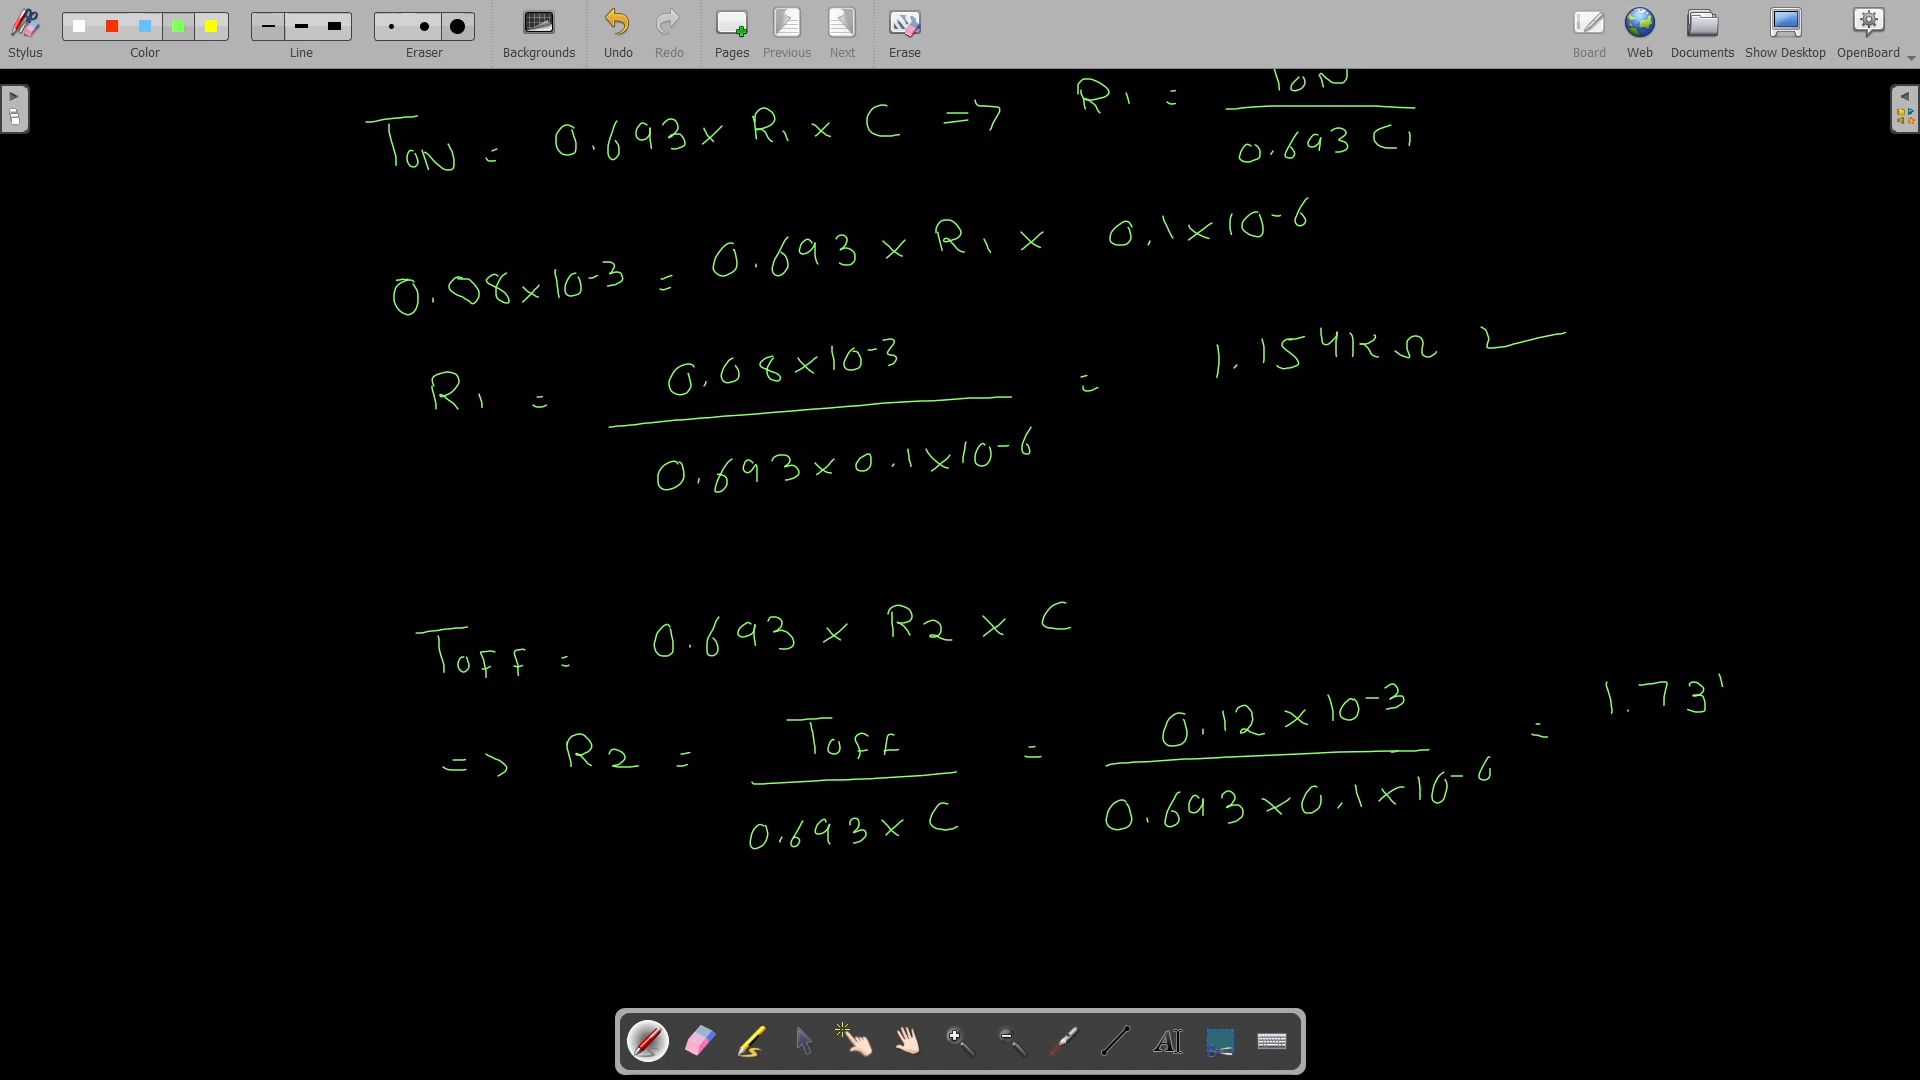 Stylus Color Line Eraser Backgrounds Undo Redo Pages Previous Next Erase Board Web Documents Show Desktop OpenBoard
TON = 0.693 × R1 × C => R1 = TON / 0.693 C1
0.08×10-3 = 0.693 × R1 × 0.1×10-6
R1 = 0.08×10-3 / 0.693×0.1×10-6 = 1.154KΩ
TOFF = 0.693 × R2 × C
=> R2 = TOFF / 0.693×C = 0.12×10-3 / 0.693×0.1×10-6 = 1.73
AI